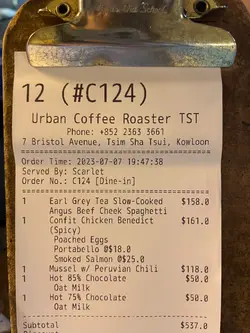 12 (#C124)
Urban Coffee Roaster TST
Phone: +852 2363 3661
7 Bristol Avenue, Tsim Sha Tsui, Kowloon
Order Time: 2023-07-07 19:47:38
Served By: Scarlet
Order No.: C124 [Dine-in]
1 Earl Grey Tea Slow-Cooked $158.0
Angus Beef Cheek Spaghetti
1 Confit Chicken Benedict $161.0
(Spicy)
Poached Eggs
Portabello @$18.0
Smoked Salmon @$25.0
1 Mussel w/ Peruvian Chili $118.0
1 Hot 85% Chocolate $50.0
Oat Milk
1 Hot 75% Chocolate $50.0
Oat Milk
Subtotal $537.0